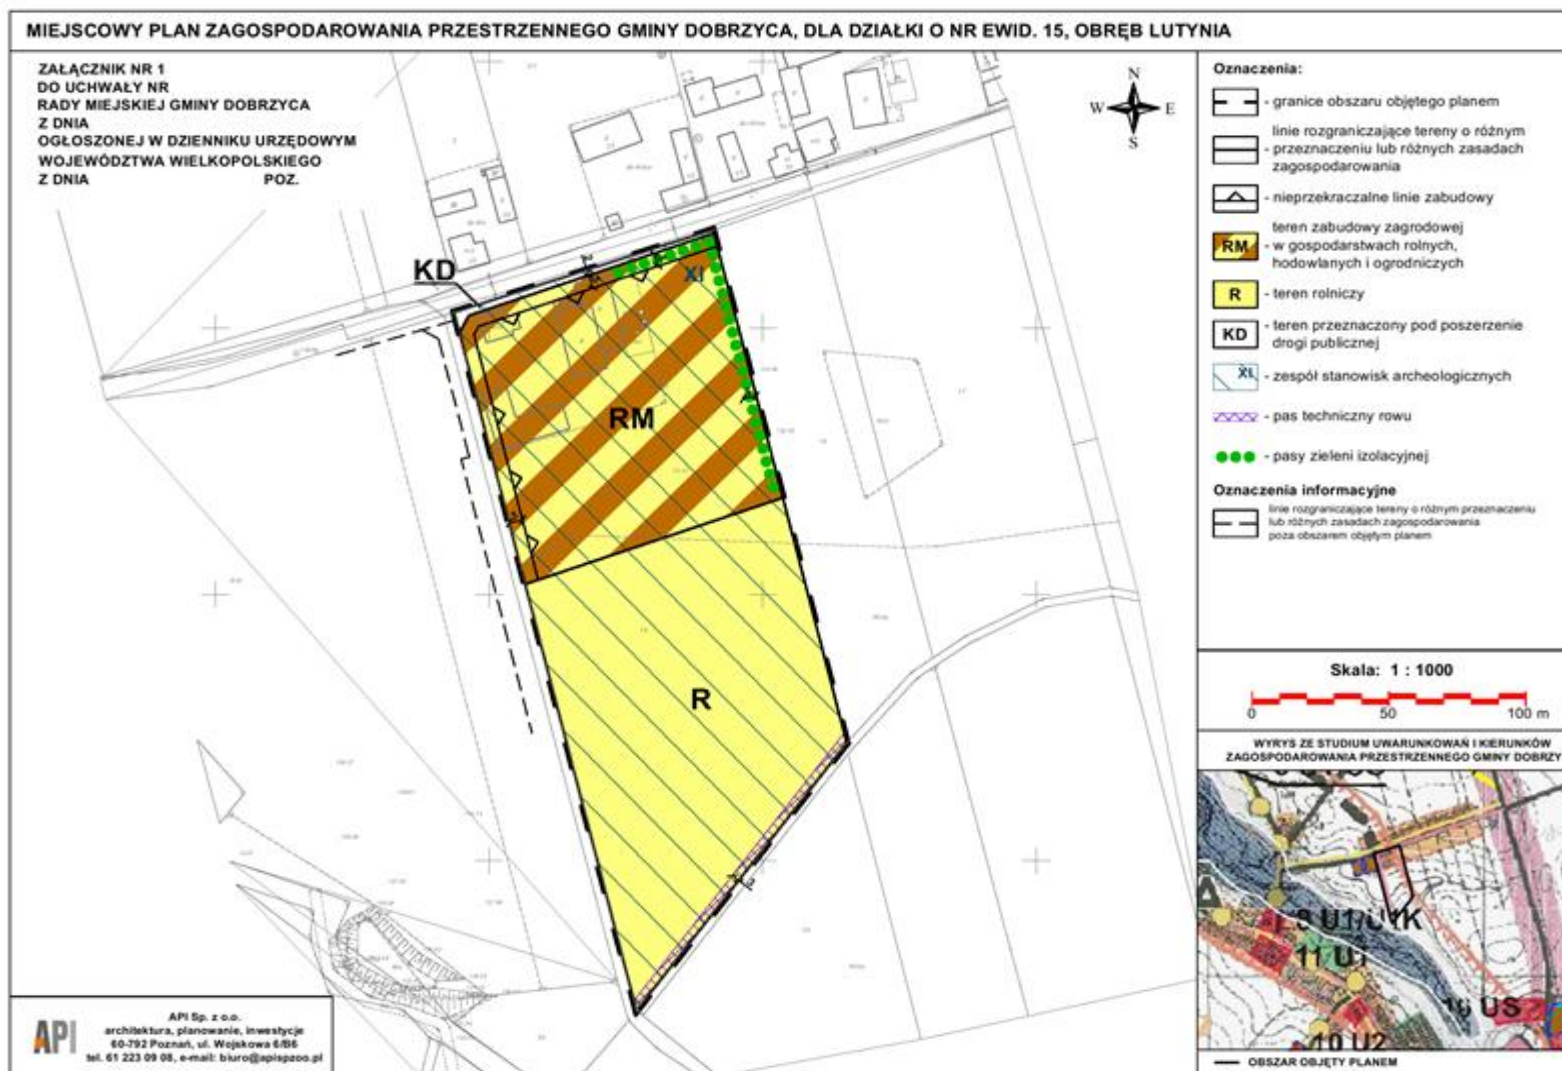 MIEJSCOWY PLAN ZAGOSPODAROWANIA PRZESTRZENNEGO GMINY DOBRZYCA, DLA DZIAŁKI O NR EWID. 15, OBRĘB LUTYNIA
ZAŁĄCZNIK NR 1
DO UCHWAŁY NR
RADY MIEJSKIEJ GMINY DOBRZYCA
Z DNIA
OGŁOSZONEJ W DZIENNIKU URZĘDOWYM
WOJEWÓDZTWA WIELKOPOLSKIEGO
Z DNIA POZ.
N
W E
S
KD
XI
RM
R
Oznaczenia:
- granice obszaru objętego planem
linie rozgraniczające tereny o różnym
- przeznaczeniu lub różnych zasadach
zagospodarowania
- nieprzekraczalne linie zabudowy
teren zabudowy zagrodowej
RM - w gospodarstwach rolnych,
hodowlanych i ogrodniczych
R - teren rolniczy
KD - teren przeznaczony pod poszerzenie
drogi publicznej
XI - zespół stanowisk archeologicznych
- pas techniczny rowu
- pasy zieleni izolacyjnej
Oznaczenia informacyjne
linie rozgraniczające tereny o różnym przeznaczeniu
lub różnych zasadach zagospodarowania
poza obszarem objętym planem
Skala: 1 : 1000
0 50 100 m
WYRYS ZE STUDIUM UWARUNKOWAŃ I KIERUNKÓW
ZAGOSPODAROWANIA PRZESTRZENNEGO GMINY DOBRZY
8 U1/U1K
11 U1
16 US
10 U2
OBSZAR OBJĘTY PLANEM
API
API Sp. z o.o.
architektura, planowanie, inwestycje
60-792 Poznań, ul. Wojskowa 6/B6
tel. 61 223 09 08, e-mail: biuro@apispzoo.pl